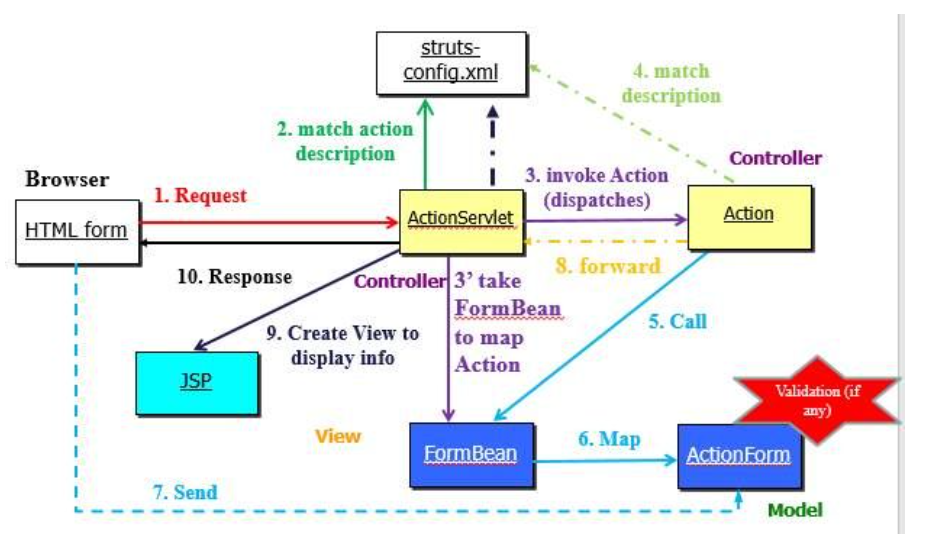 struts-
config.xml
4. match
description
2. match action
description
Controller
Browser
3. invoke Action
(dispatches)
1. Request
HTML form
ActionServlet
Action
8. forward
10. Response
Controller
3’ take
FormBean
to map
Action
5. Call
9. Create View to
display info
JSP
Validation (if
any)
View
FormBean
6. Map
ActionForm
7. Send
Model